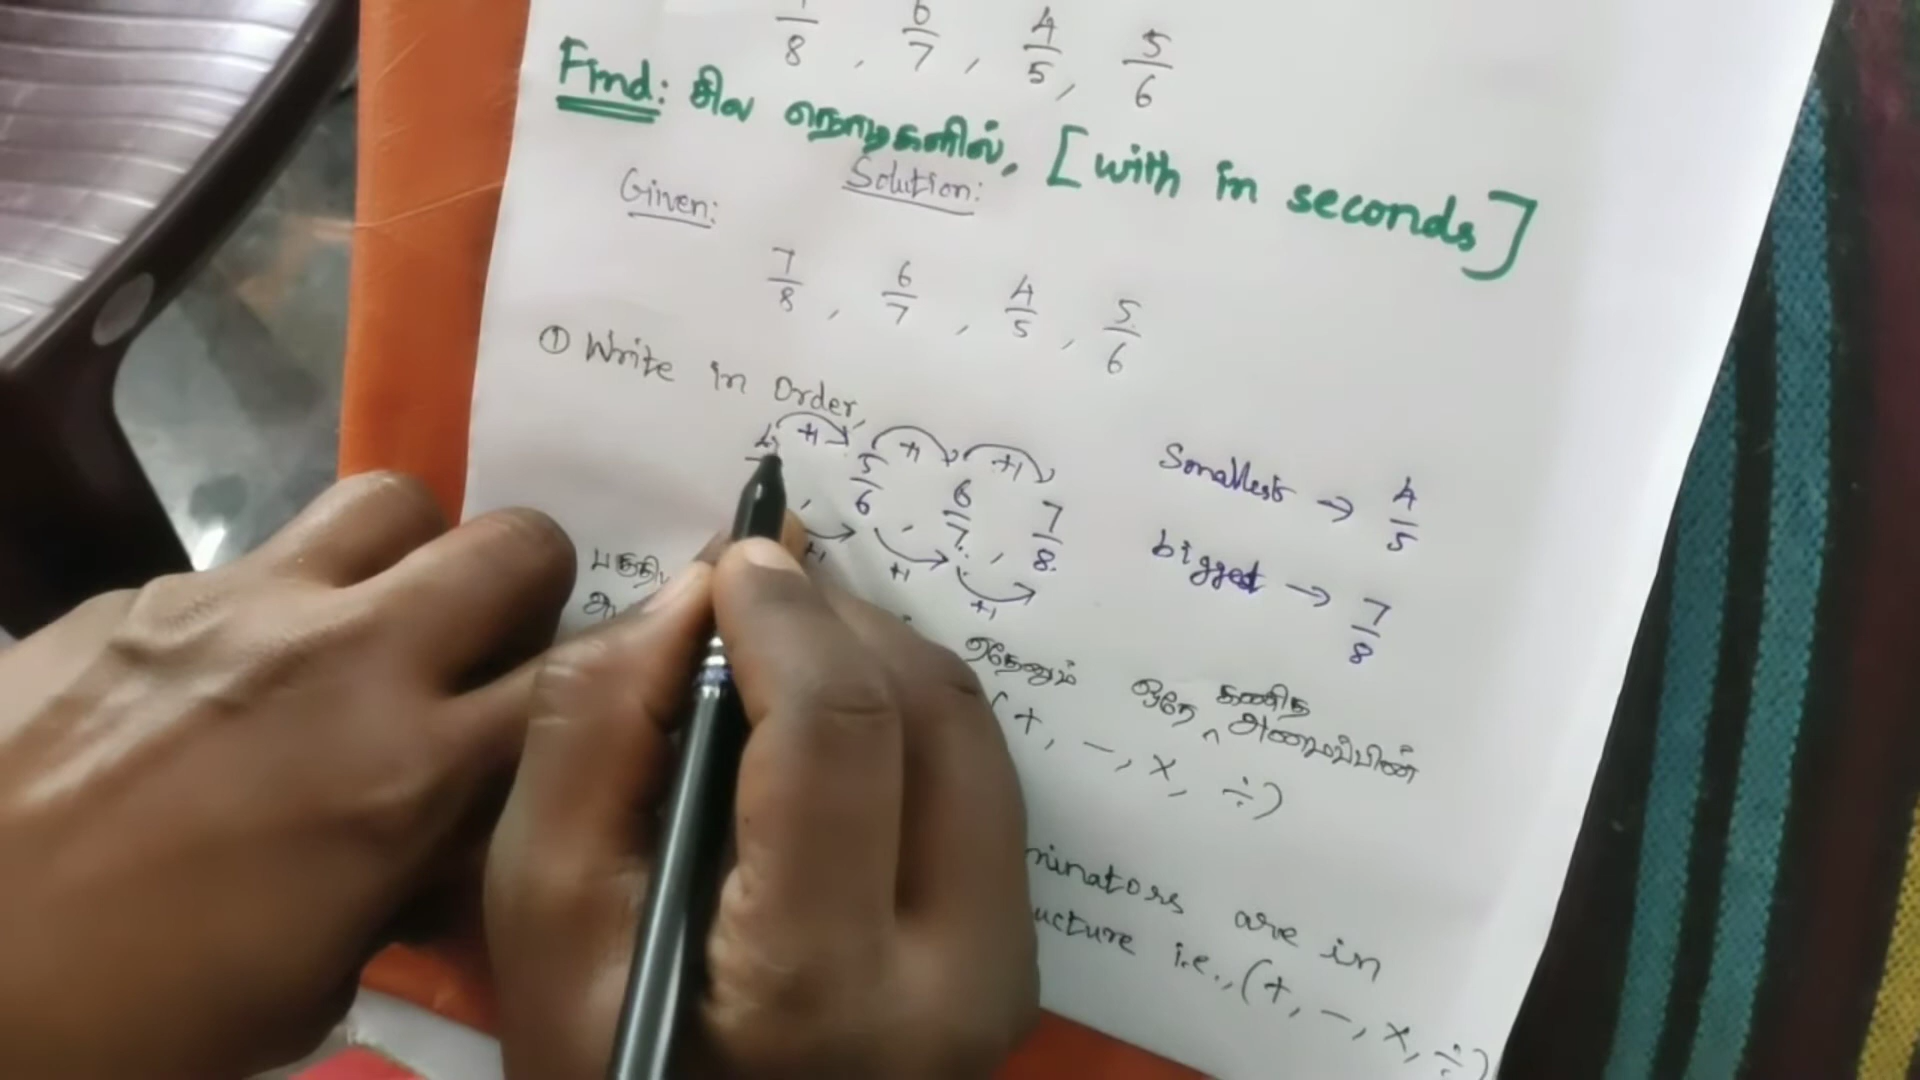 /8 , 6/7 , 4/5 , 5/6
Find: சில நொடிகளில், [with in seconds]
Given: Solution:
7/8 , 6/7 , 4/5 , 5/6
① Write in Order,
+1 +1 +1
4 , 5/6 , 6/7 , 7/8
+1 +1 +1
Smallest → 4/5
biggest → 7/8
ஏதேனும் ஒரே கணித அமைப்பின்
(+, −, ×, ÷)
are in
i.e., (+, −, ×, ÷)